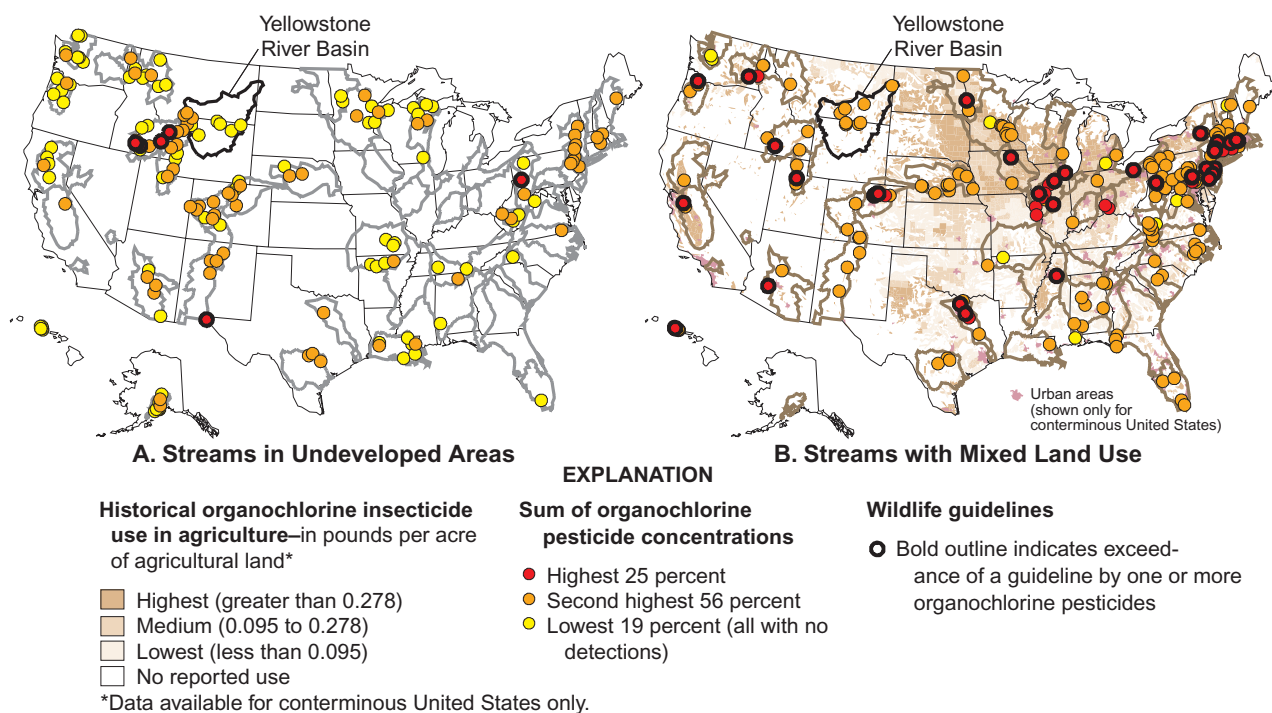 Yellowstone
River Basin
Yellowstone
River Basin
Urban areas
(shown only for
conterminous United States)
A. Streams in Undeveloped Areas
B. Streams with Mixed Land Use
EXPLANATION
Historical organochlorine insecticide
use in agriculture–in pounds per acre
of agricultural land*
Highest (greater than 0.278)
Medium (0.095 to 0.278)
Lowest (less than 0.095)
No reported use
*Data available for conterminous United States only.
Sum of organochlorine
pesticide concentrations
Highest 25 percent
Second highest 56 percent
Lowest 19 percent (all with no
detections)
Wildlife guidelines
Bold outline indicates exceed-
ance of a guideline by one or more
organochlorine pesticides